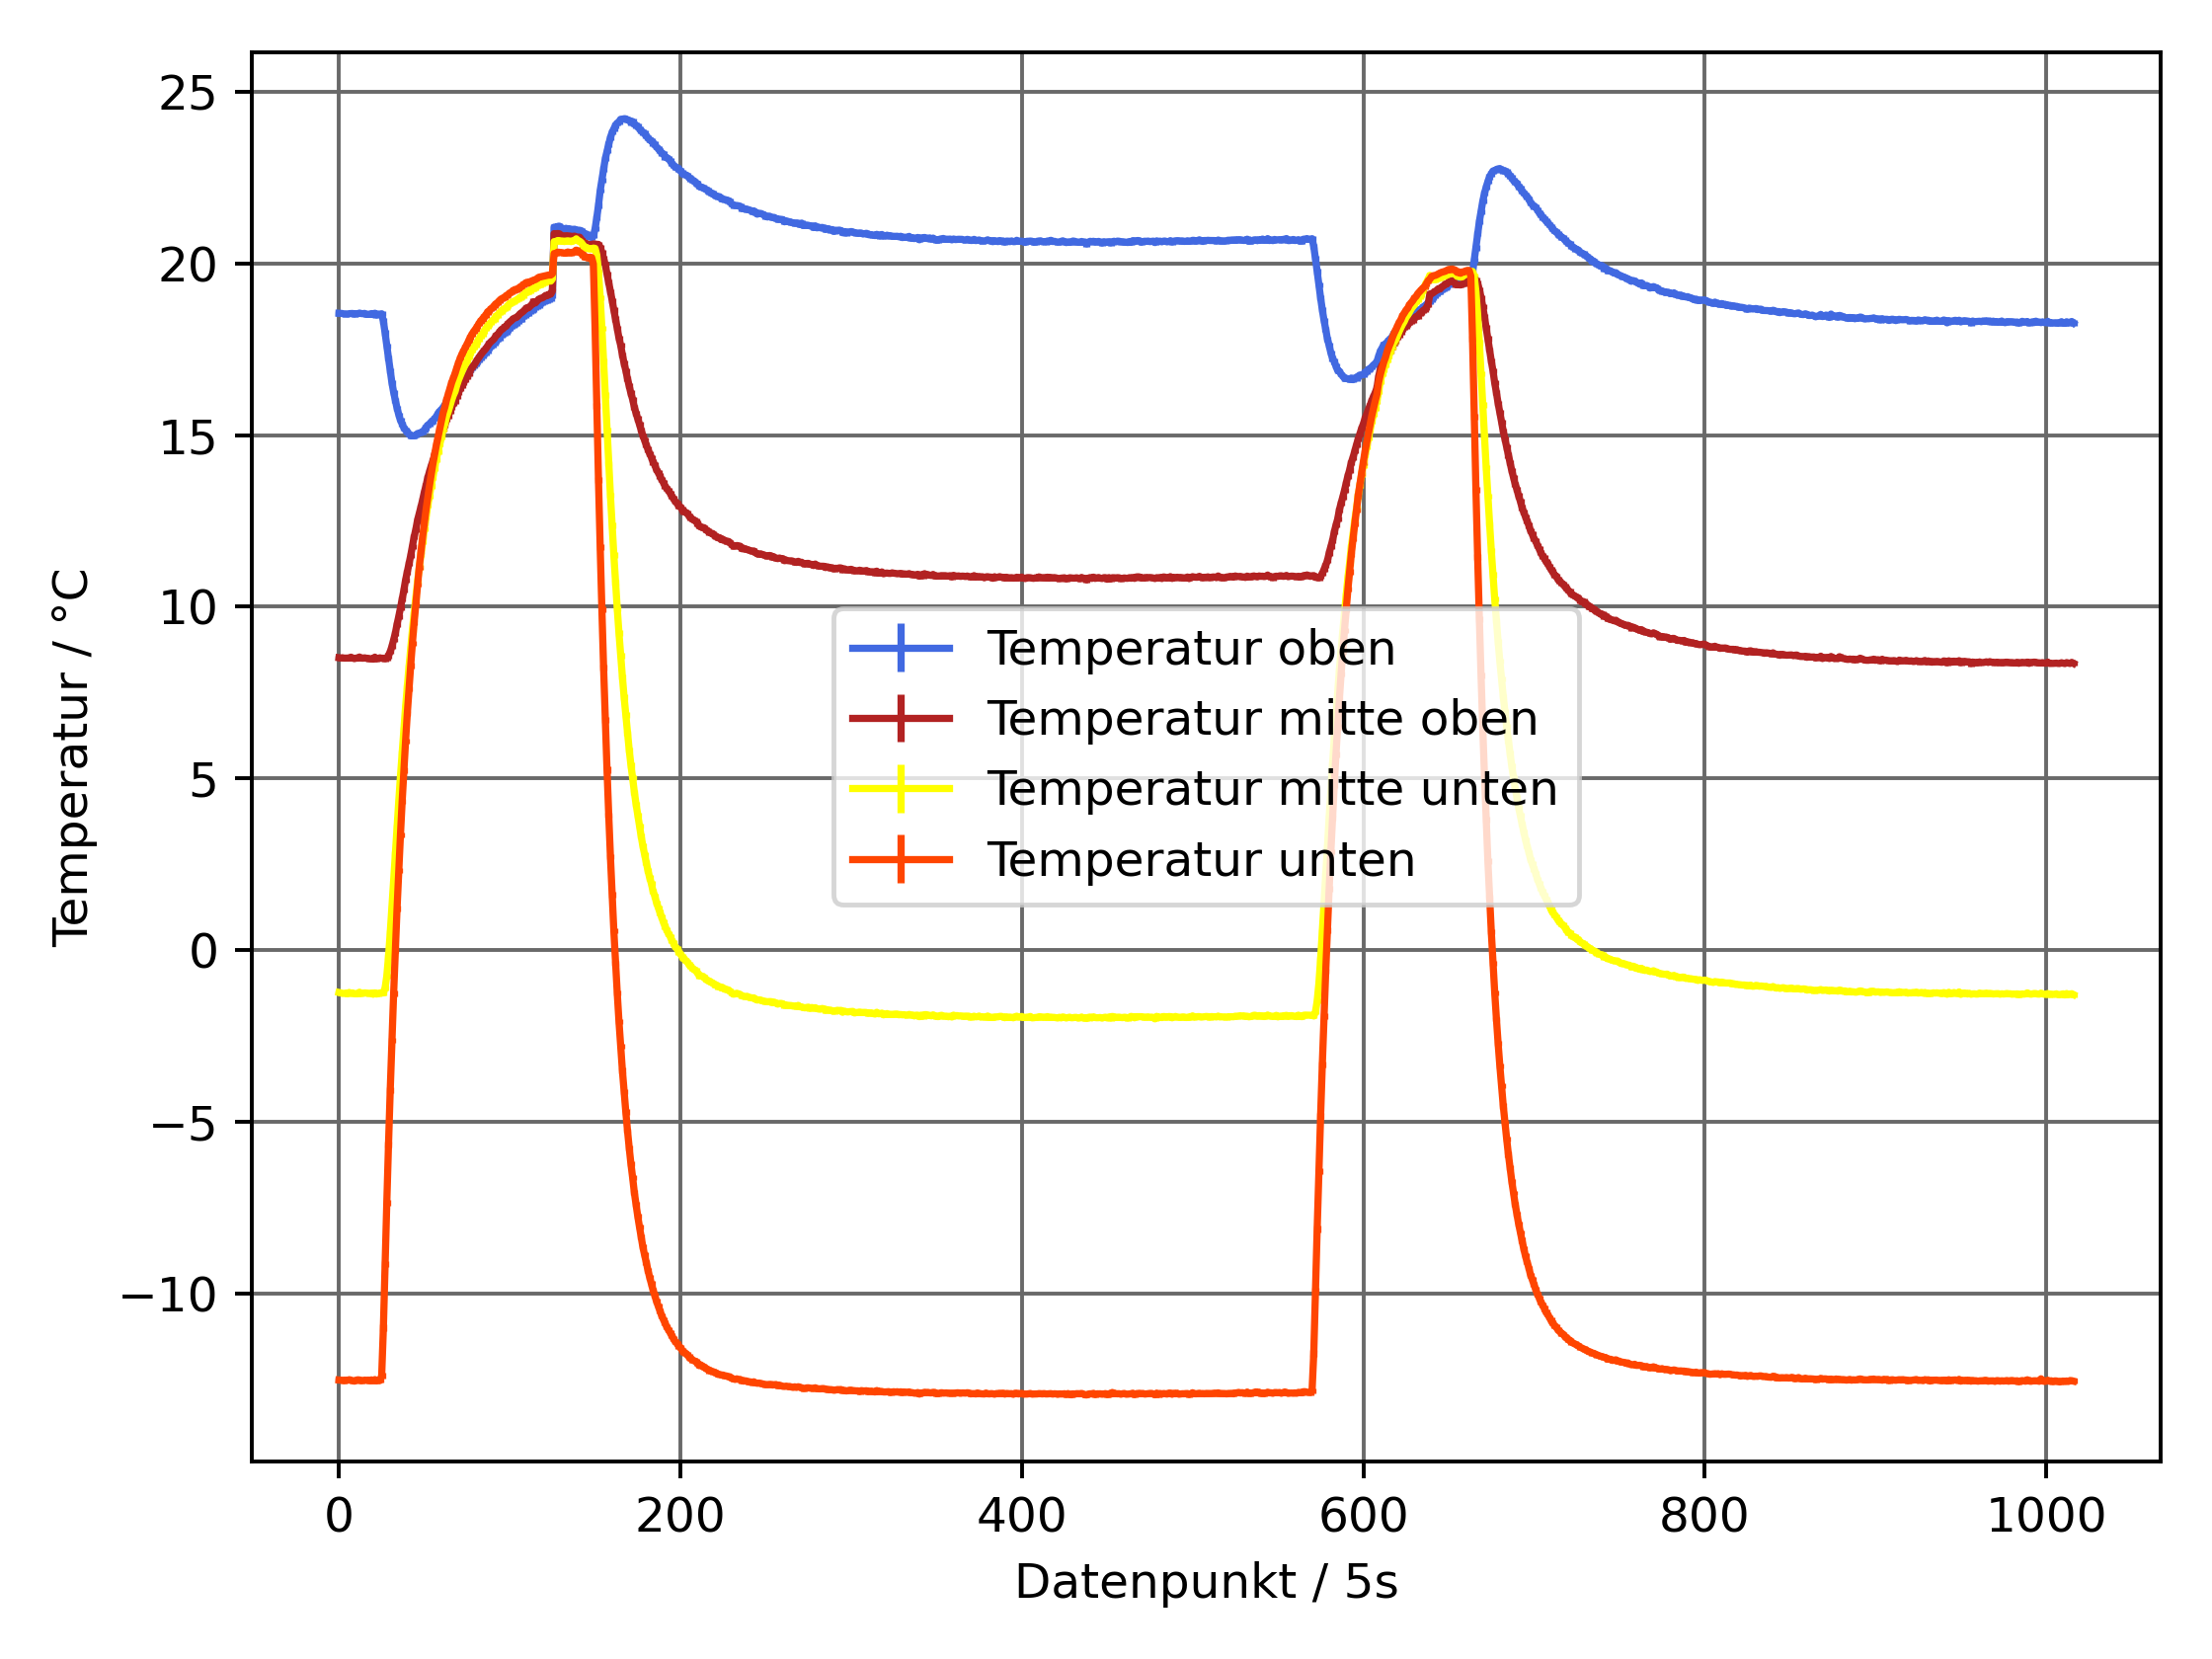 25
20
15
10
5
0
−5
−10
Temperatur / °C
Temperatur oben
Temperatur mitte oben
Temperatur mitte unten
Temperatur unten
0 200 400 600 800 1000
Datenpunkt / 5s